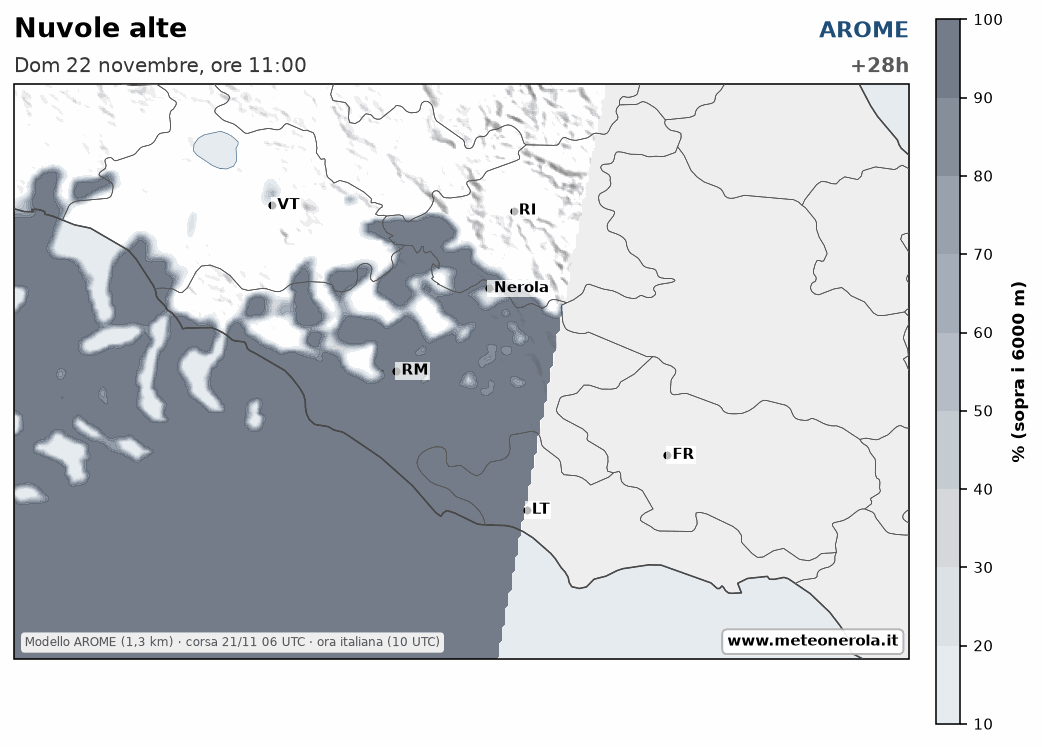 Nuvole alte
AROME
Dom 22 novembre, ore 11:00
+28h
100
90
80
70
60
50
40
30
20
10
% (sopra i 6000 m)
VT
RI
Nerola
RM
FR
LT
Modello AROME (1,3 km) · corsa 21/11 06 UTC · ora italiana (10 UTC)
www.meteonerola.it